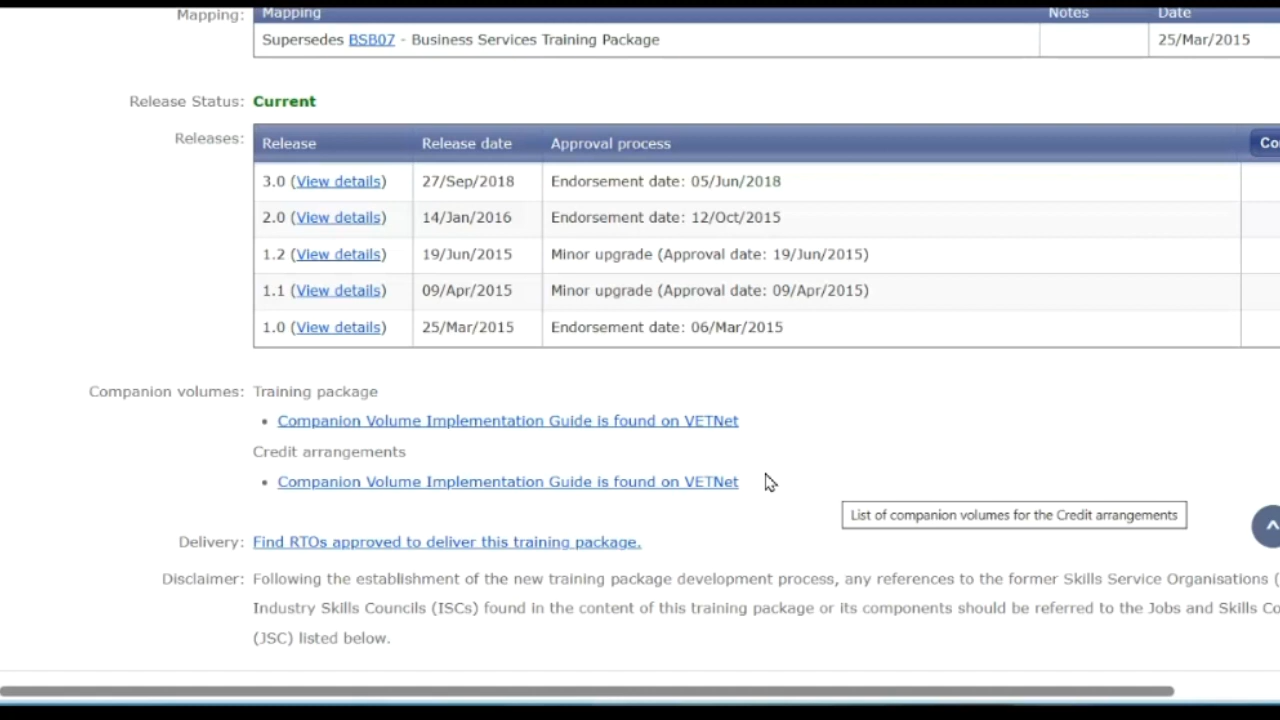 Mapping: Mapping Notes Date
Supersedes BSB07 - Business Services Training Package 25/Mar/2015
Release Status: Current
Releases: Release Release date Approval process Co
3.0 (View details) 27/Sep/2018 Endorsement date: 05/Jun/2018
2.0 (View details) 14/Jan/2016 Endorsement date: 12/Oct/2015
1.2 (View details) 19/Jun/2015 Minor upgrade (Approval date: 19/Jun/2015)
1.1 (View details) 09/Apr/2015 Minor upgrade (Approval date: 09/Apr/2015)
1.0 (View details) 25/Mar/2015 Endorsement date: 06/Mar/2015
Companion volumes: Training package
• Companion Volume Implementation Guide is found on VETNet
Credit arrangements
• Companion Volume Implementation Guide is found on VETNet
List of companion volumes for the Credit arrangements
Delivery: Find RTOs approved to deliver this training package.
Disclaimer: Following the establishment of the new training package development process, any references to the former Skills Service Organisations (
Industry Skills Councils (ISCs) found in the content of this training package or its components should be referred to the Jobs and Skills Co
(JSC) listed below.